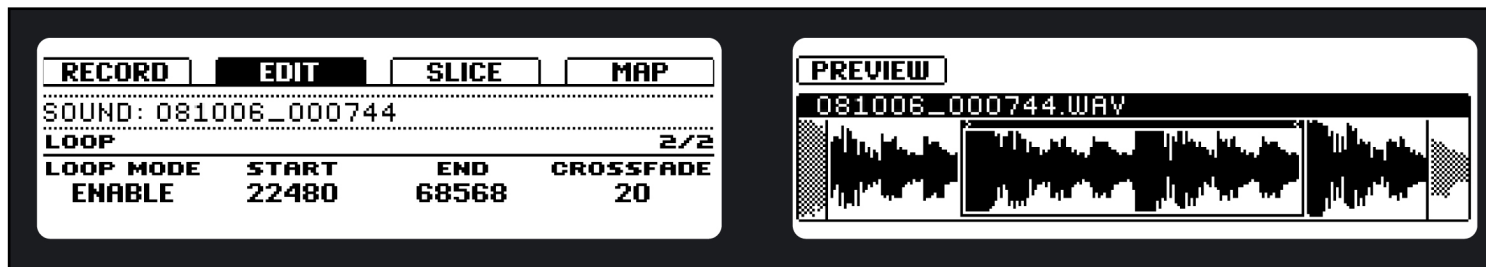 RECORD EDIT SLICE MAP
SOUND: 081006_000744
LOOP 2/2
LOOP MODE START END CROSSFADE
ENABLE 22480 68568 20
PREVIEW
081006_000744.WAV